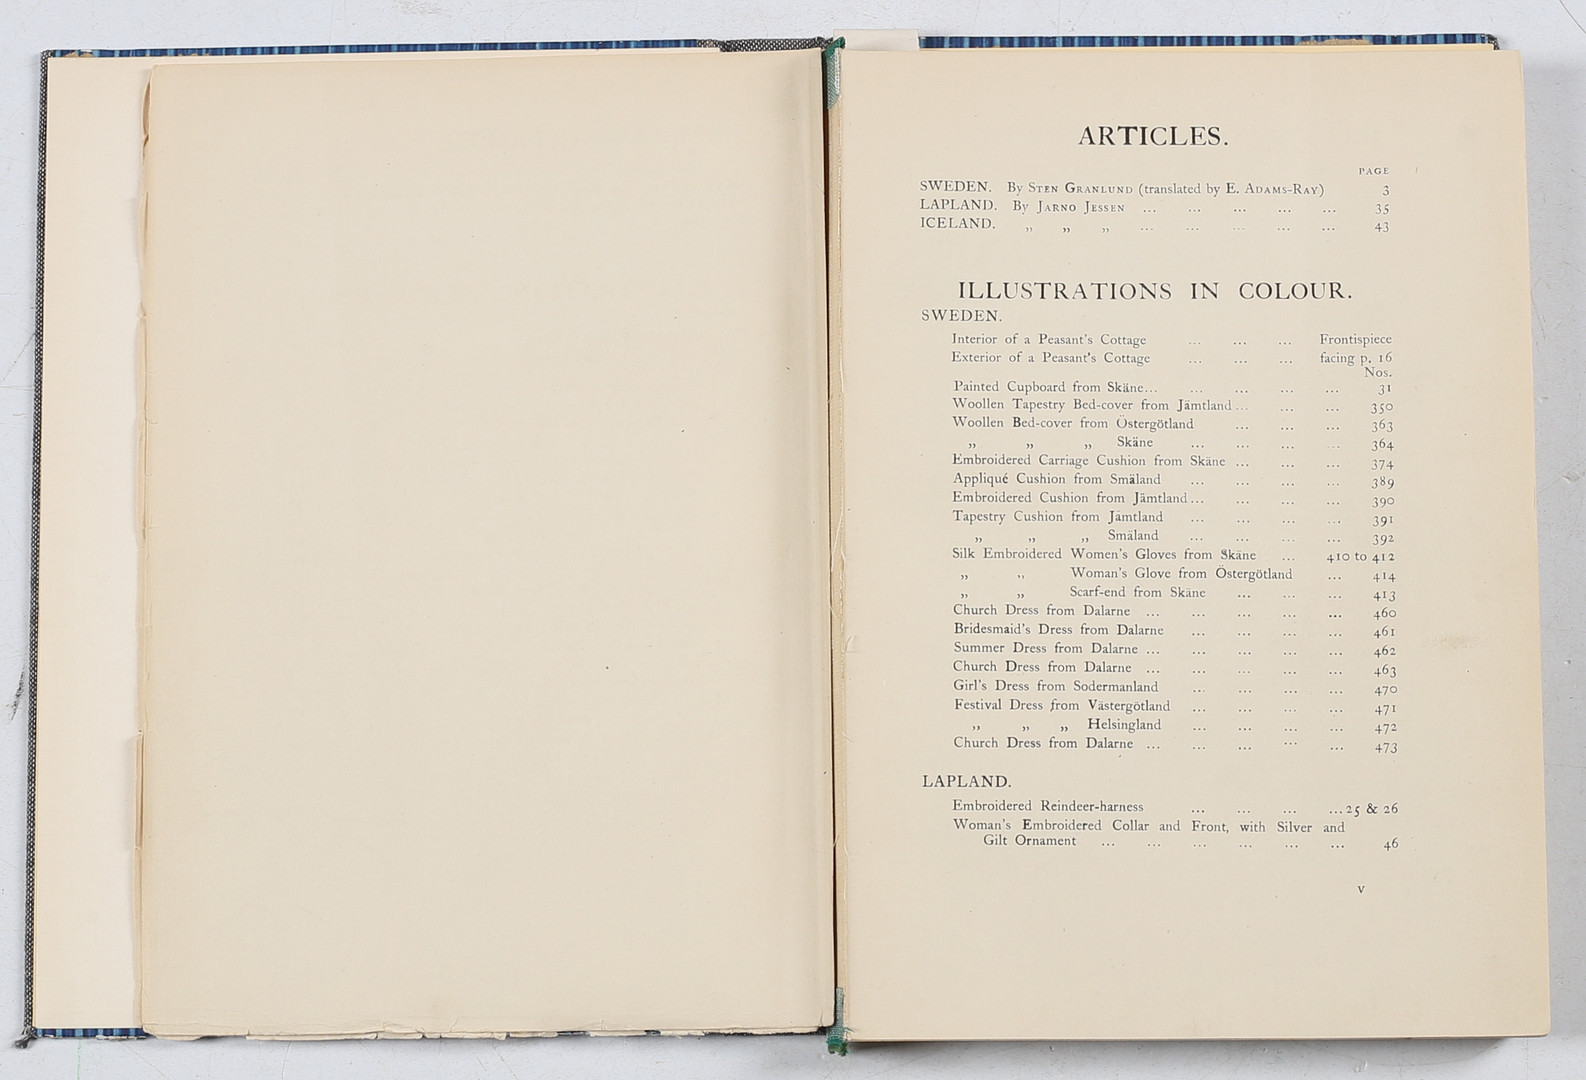 ARTICLES.
PAGE
SWEDEN. By Sten Granlund (translated by E. Adams-Ray) 3
LAPLAND. By Jarno Jessen ... ... ... ... ... 35
ICELAND. „ „ „ ... ... ... ... ... 43
ILLUSTRATIONS IN COLOUR.
SWEDEN.
Interior of a Peasant's Cottage ... ... ... Frontispiece
Exterior of a Peasant's Cottage ... ... ... facing p. 16
Nos.
Painted Cupboard from Skäne... ... ... ... ... 31
Woollen Tapestry Bed-cover from Jämtland... ... ... 350
Woollen Bed-cover from Östergötland ... ... ... 363
„ „ „ Skäne ... ... ... ... 364
Embroidered Carriage Cushion from Skäne ... ... ... 374
Appliqué Cushion from Smäland ... ... ... ... 389
Embroidered Cushion from Jämtland... ... ... ... 390
Tapestry Cushion from Jämtland ... ... ... ... 391
„ „ „ Smäland ... ... ... ... 392
Silk Embroidered Women's Gloves from Skäne ... 410 to 412
„ „ Woman's Glove from Östergötland ... 414
„ „ Scarf-end from Skäne ... ... ... 413
Church Dress from Dalarne ... ... ... ... ... 460
Bridesmaid's Dress from Dalarne ... ... ... ... 461
Summer Dress from Dalarne ... ... ... ... ... 462
Church Dress from Dalarne ... ... ... ... ... 463
Girl's Dress from Sodermanland ... ... ... ... 470
Festival Dress from Västergötland ... ... ... ... 471
„ „ „ Helsingland ... ... ... ... 472
Church Dress from Dalarne ... ... ... ... ... 473
LAPLAND.
Embroidered Reindeer-harness ... ... ... ...25 & 26
Woman's Embroidered Collar and Front, with Silver and
Gilt Ornament ... ... ... ... ... ... 46
v